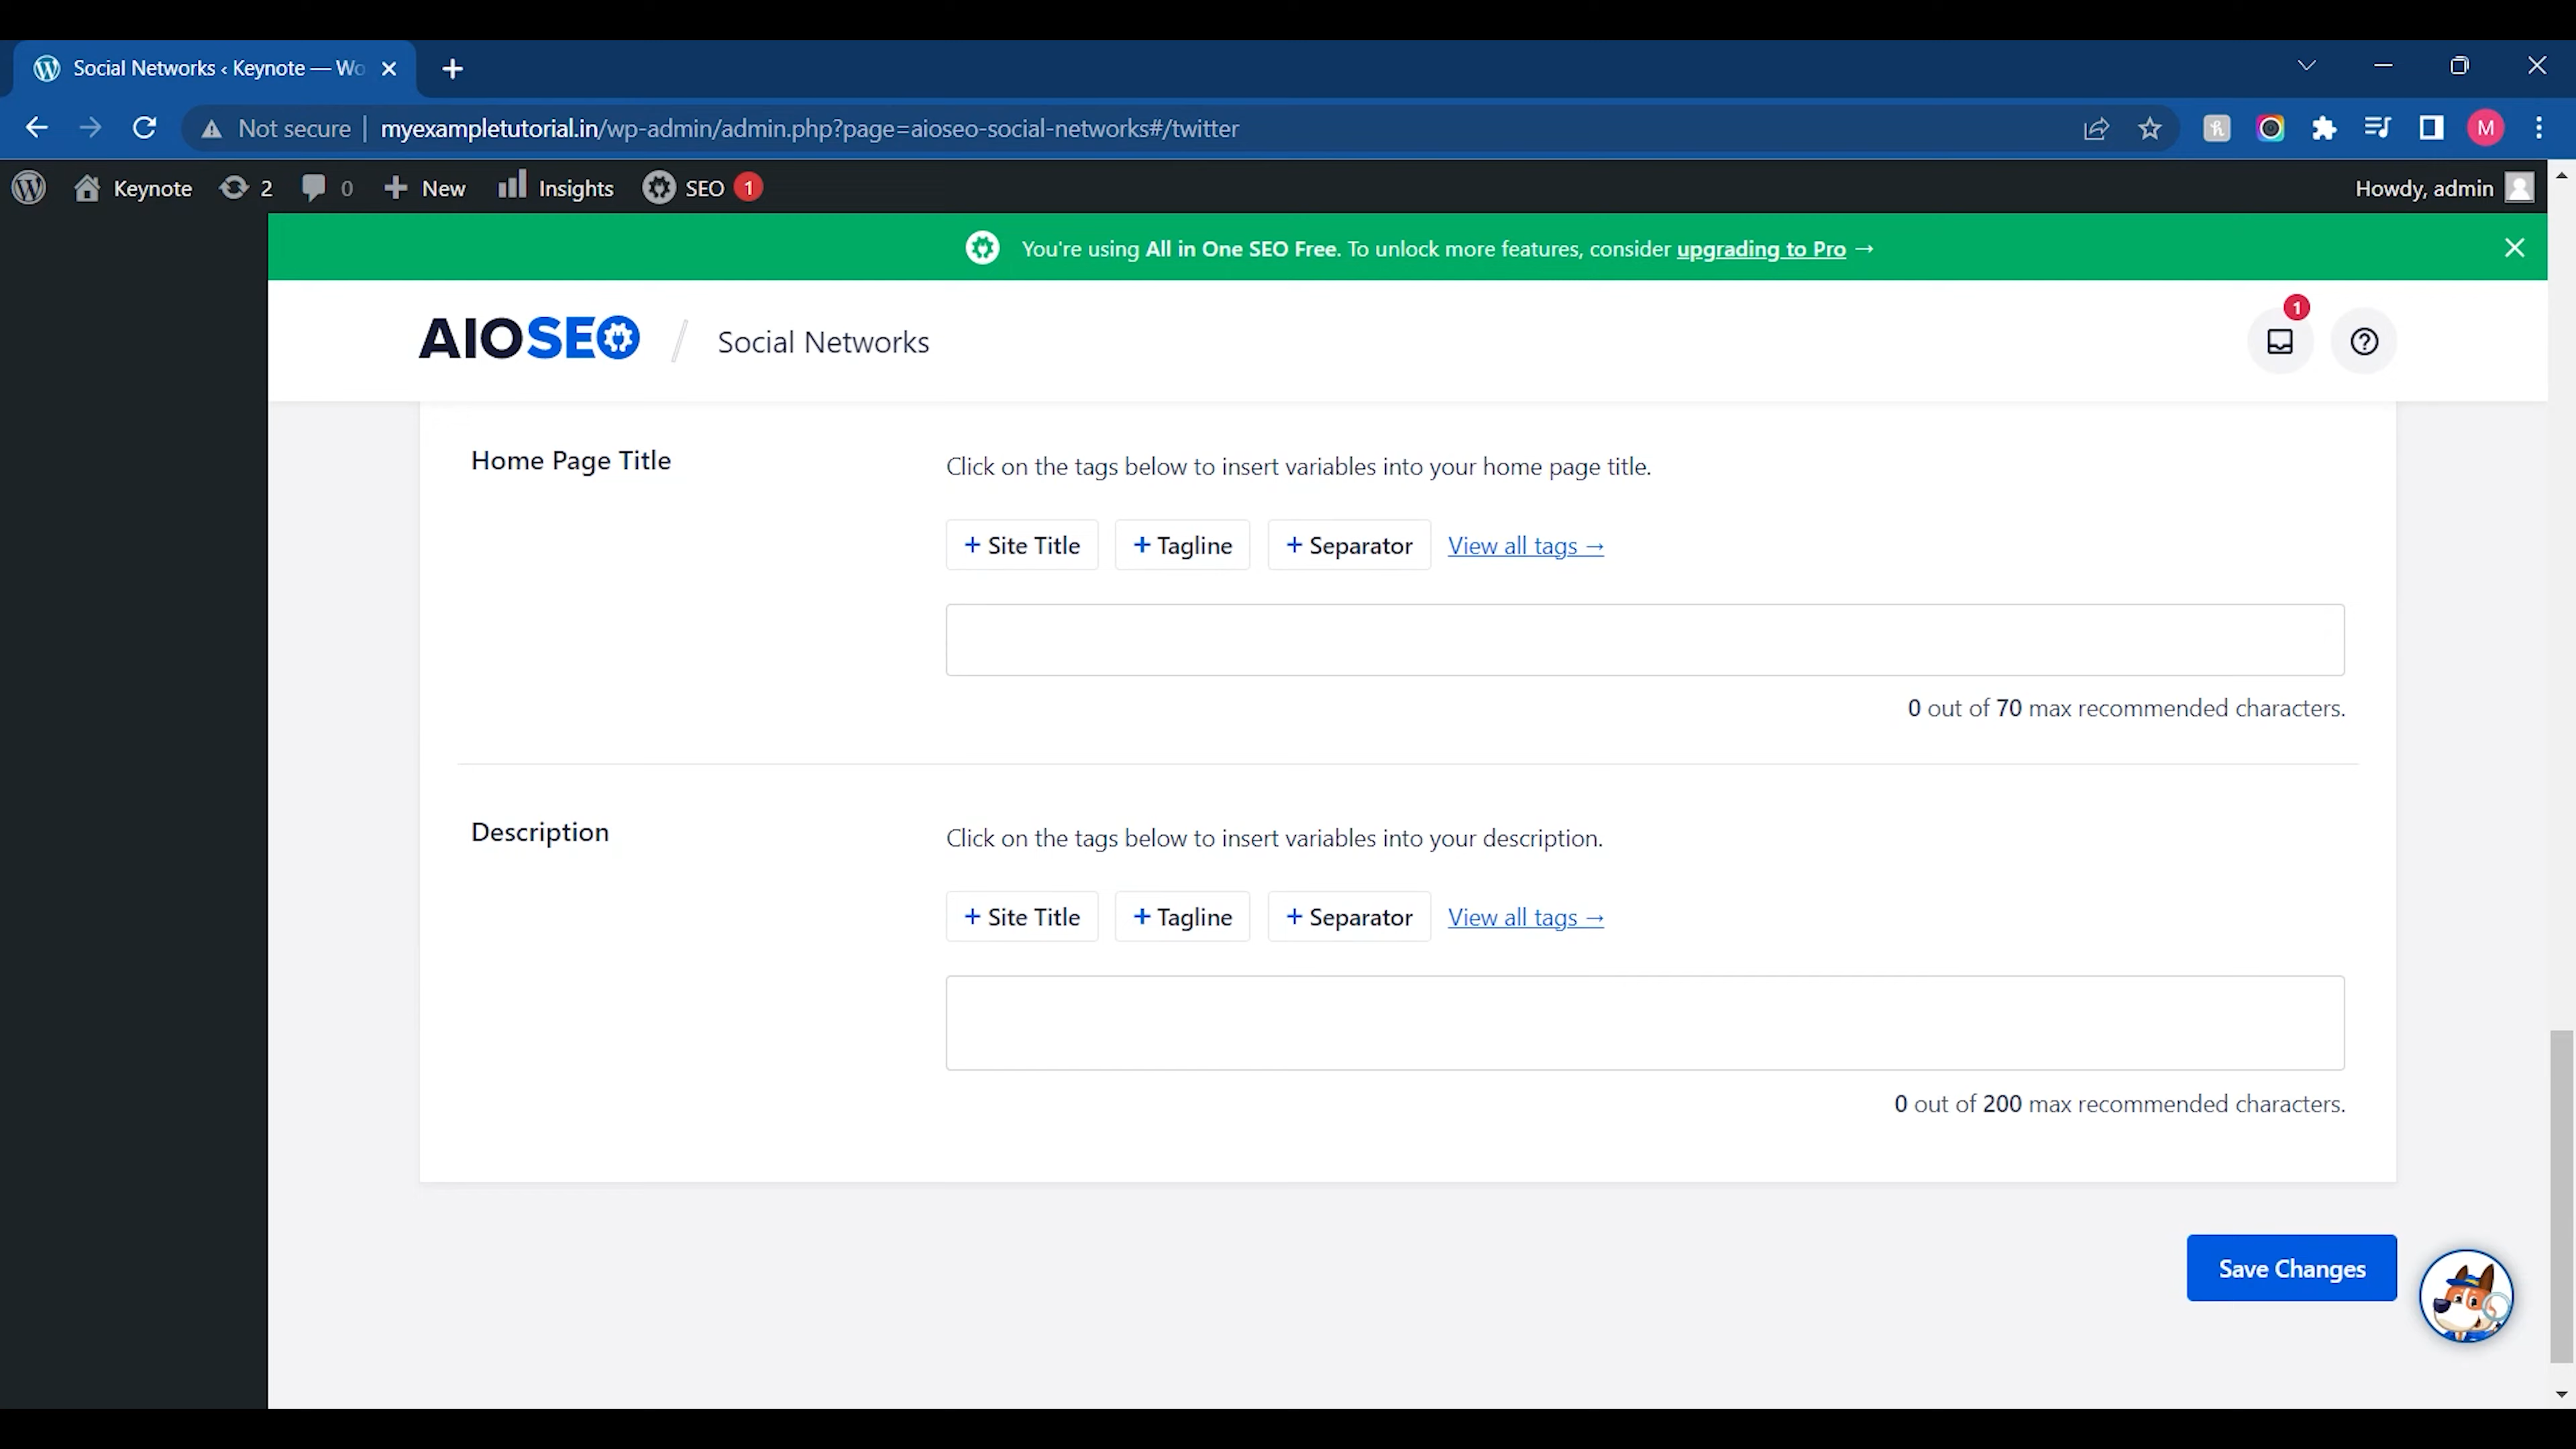 Social Networks ‹ Keynote — Wo
Not secure | myexampletutorial.in/wp-admin/admin.php?page=aioseo-social-networks#/twitter
M
Keynote 2 0 + New Insights SEO 1 Howdy, admin
You're using All in One SEO Free. To unlock more features, consider upgrading to Pro →
AIOSEO / Social Networks 1
Home Page Title
Click on the tags below to insert variables into your home page title.
+ Site Title + Tagline + Separator View all tags →
0 out of 70 max recommended characters.
Description
Click on the tags below to insert variables into your description.
+ Site Title + Tagline + Separator View all tags →
0 out of 200 max recommended characters.
Save Changes